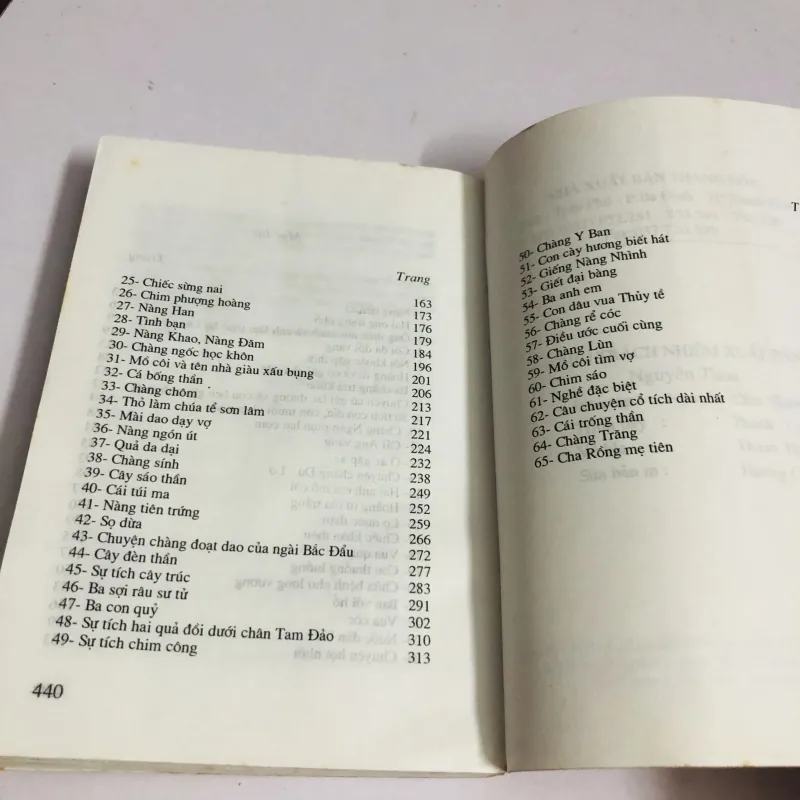 Trang
25- Chiếc sừng nai 163
26- Chim phượng hoàng 173
27- Nàng Han 176
28- Tình bạn 179
29- Nàng Khao, Nàng Đăm 184
30- Chàng ngốc học khôn 196
31- Mồ côi và tên nhà giàu xấu bụng 201
32- Cá bống thần 206
33- Chàng chồm 213
34- Thỏ làm chúa tể sơn lâm 217
35- Mài dao dạy vợ 221
36- Nàng ngón út 224
37- Quả da dại 232
38- Chàng sính 238
39- Cây sáo thần 249
40- Cái túi ma 252
41- Nàng tiên trứng 259
42- Sọ dừa 266
43- Chuyện chàng đoạt dao của ngài Bắc Đẩu 272
44- Cây đèn thần 277
45- Sự tích cây trúc 283
46- Ba sợi râu sư tử 291
47- Ba con quỷ 302
48- Sự tích hai quả đồi dưới chân Tam Đảo 310
49- Sự tích chim công 313
440
T
50- Chàng Y Ban
51- Con cày hương biết hát
52- Giếng Nàng Nhình
53- Giết đại bàng
54- Ba anh em
55- Con dâu vua Thủy tề
56- Chàng rể cóc
57- Điều ước cuối cùng
58- Chàng Lùn
59- Mồ côi tìm vợ
60- Chim sáo
61- Nghề đặc biệt
62- Câu chuyện cổ tích dài nhất
63- Cái trống thần
64- Chàng Trăng
65- Cha Rồng mẹ tiên